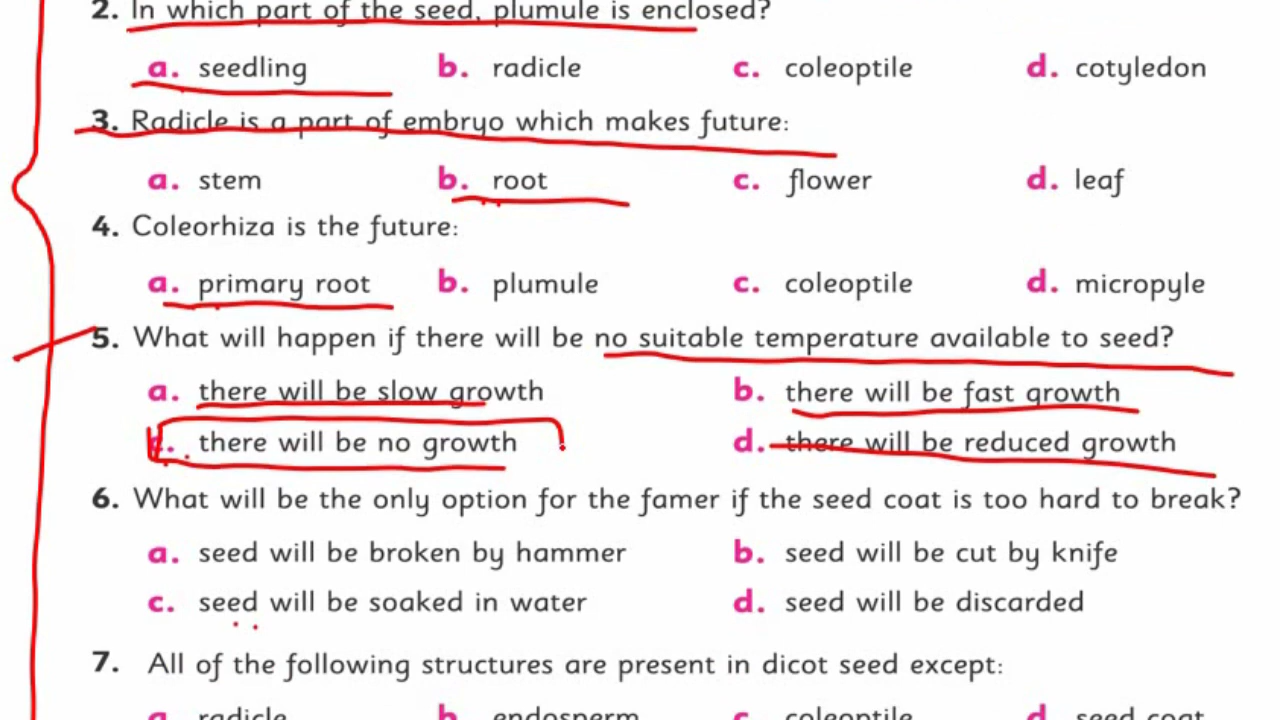 2. In which part of the seed, plumule is enclosed?
a. seedling b. radicle c. coleoptile d. cotyledon
3. Radicle is a part of embryo which makes future:
a. stem b. root c. flower d. leaf
4. Coleorhiza is the future:
a. primary root b. plumule c. coleoptile d. micropyle
5. What will happen if there will be no suitable temperature available to seed?
a. there will be slow growth b. there will be fast growth
c. there will be no growth d. there will be reduced growth
6. What will be the only option for the famer if the seed coat is too hard to break?
a. seed will be broken by hammer b. seed will be cut by knife
c. seed will be soaked in water d. seed will be discarded
7. All of the following structures are present in dicot seed except:
a. radicle b. endosperm c. coleoptile d. seed coat